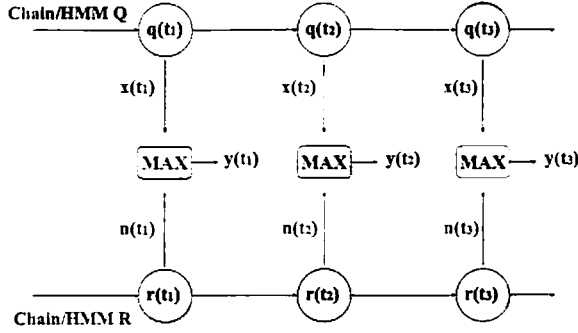 Chain/HMM Q
q(t1) q(t2) q(t3)
x(t1) x(t2) x(t3)
MAX y(t1) MAX y(t2) MAX y(t3)
n(t1) n(t2) n(t3)
r(t1) r(t2) r(t3)
Chain/HMM R